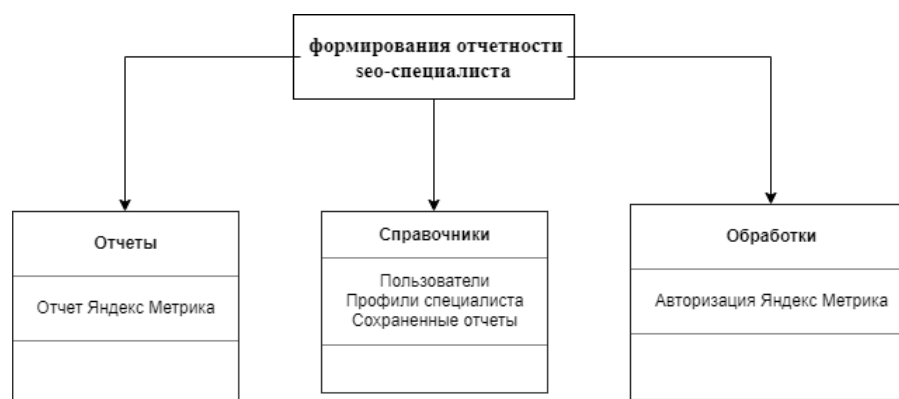 формирования отчетности
seo-специалиста
Отчеты
Отчет Яндекс Метрика
Справочники
Пользователи
Профили специалиста
Сохраненные отчеты
Обработки
Авторизация Яндекс Метрика